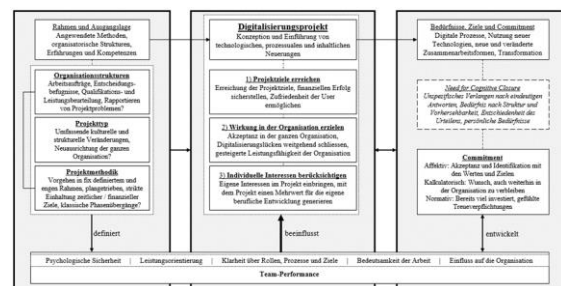 Rahmen und Ausgangslage
Angewendete Methoden,
organisatorische Strukturen,
Erfahrungen und Kompetenzen
Organisationsstrukturen
Arbeitsaufträge, Entscheidungs-
befugnisse, Qualifikations- und
Leistungsbeurteilung, Rapportieren
von Projektproblemen?
Projekttyp
Umfassende kulturelle und
strukturelle Veränderungen,
Neuausrichtung der ganzen
Organisation?
Projektmethodik
Vorgehen in fix definiertem und
engen Rahmen, plangetrieben, strikte
Einhaltung zeitlicher / finanzieller
Ziele, klassische Phasenübergänge?
definiert
Digitalisierungsprojekt
Konzeption und Einführung von
technologischen, prozessualen und inhaltlichen
Neuerungen
1) Projektziele erreichen
Erreichung der Projektziele, finanziellen Erfolg
sicherstellen, Zufriedenheit der User
ermöglichen
2) Wirkung in der Organisation erzielen
Akzeptanz in der ganzen Organisation,
Digitalisierungslücken weitgehend schliessen,
gesteigerte Leistungsfähigkeit der Organisation
3) Individuelle Interessen berücksichtigen
Eigene Interessen im Projekt einbringen, mit
dem Projekt einen Mehrwert für die eigene
berufliche Entwicklung generieren
beeinflusst
Bedürfnisse, Ziele und Commitment
Digitale Prozesse, Nutzung neuer
Technologien, neue und veränderte
Zusammenarbeitsformen, Transformation
Need for Cognitive Closure
Unspezifisches Verlangen nach eindeutigen
Antworten, Bedürfnis nach Struktur und
Vorhersehbarkeit, Entschiedenheit des
Urteilens, persönliche Bedürfnisse
Commitment
Affektiv: Akzeptanz und Identifikation mit
den Werten und Zielen
Kalkulatorisch: Wunsch, auch weiterhin in
der Organisation zu verbleiben
Normativ: Bereits viel investiert, gefühlte
Treueverpflichtungen
entwickelt
Psychologische Sicherheit | Leistungsorientierung | Klarheit über Rollen, Prozesse und Ziele | Bedeutsamkeit der Arbeit | Einfluss auf die Organisation
Team-Performance